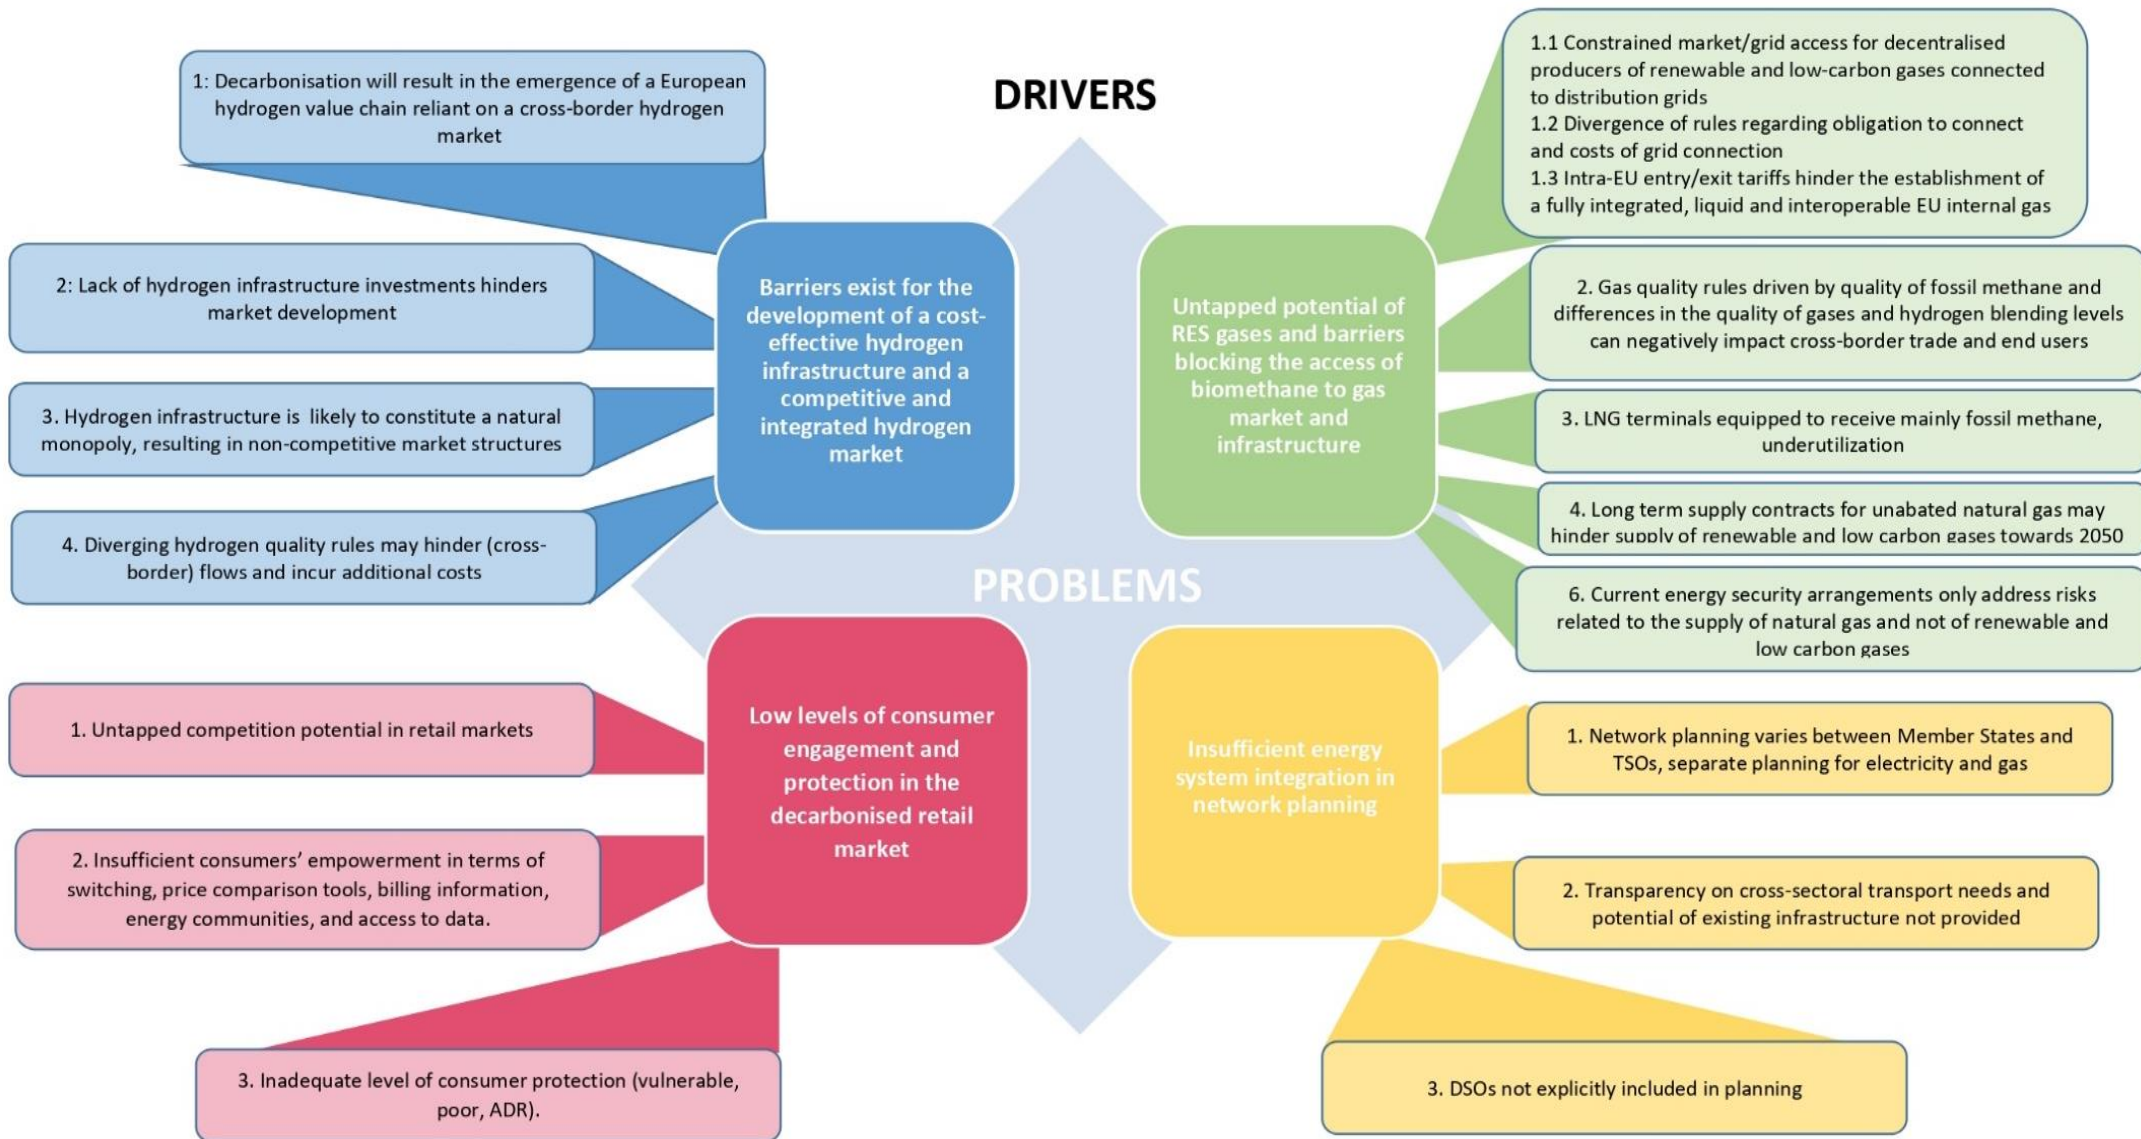 DRIVERS
1: Decarbonisation will result in the emergence of a European
hydrogen value chain reliant on a cross-border hydrogen
market
2: Lack of hydrogen infrastructure investments hinders
market development
3. Hydrogen infrastructure is likely to constitute a natural
monopoly, resulting in non-competitive market structures
4. Diverging hydrogen quality rules may hinder (cross-
border) flows and incur additional costs
Barriers exist for the
development of a cost-
effective hydrogen
infrastructure and a
competitive and
integrated hydrogen
market
Untapped potential of
RES gases and barriers
blocking the access of
biomethane to gas
market and
infrastructure
1.1 Constrained market/grid access for decentralised
producers of renewable and low-carbon gases connected
to distribution grids
1.2 Divergence of rules regarding obligation to connect
and costs of grid connection
1.3 Intra-EU entry/exit tariffs hinder the establishment of
a fully integrated, liquid and interoperable EU internal gas
2. Gas quality rules driven by quality of fossil methane and
differences in the quality of gases and hydrogen blending levels
can negatively impact cross-border trade and end users
3. LNG terminals equipped to receive mainly fossil methane,
underutilization
4. Long term supply contracts for unabated natural gas may
hinder supply of renewable and low carbon gases towards 2050
6. Current energy security arrangements only address risks
related to the supply of natural gas and not of renewable and
low carbon gases
PROBLEMS
1. Untapped competition potential in retail markets
2. Insufficient consumers’ empowerment in terms of
switching, price comparison tools, billing information,
energy communities, and access to data.
3. Inadequate level of consumer protection (vulnerable,
poor, ADR).
Low levels of consumer
engagement and
protection in the
decarbonised retail
market
Insufficient energy
system integration in
network planning
1. Network planning varies between Member States and
TSOs, separate planning for electricity and gas
2. Transparency on cross-sectoral transport needs and
potential of existing infrastructure not provided
3. DSOs not explicitly included in planning